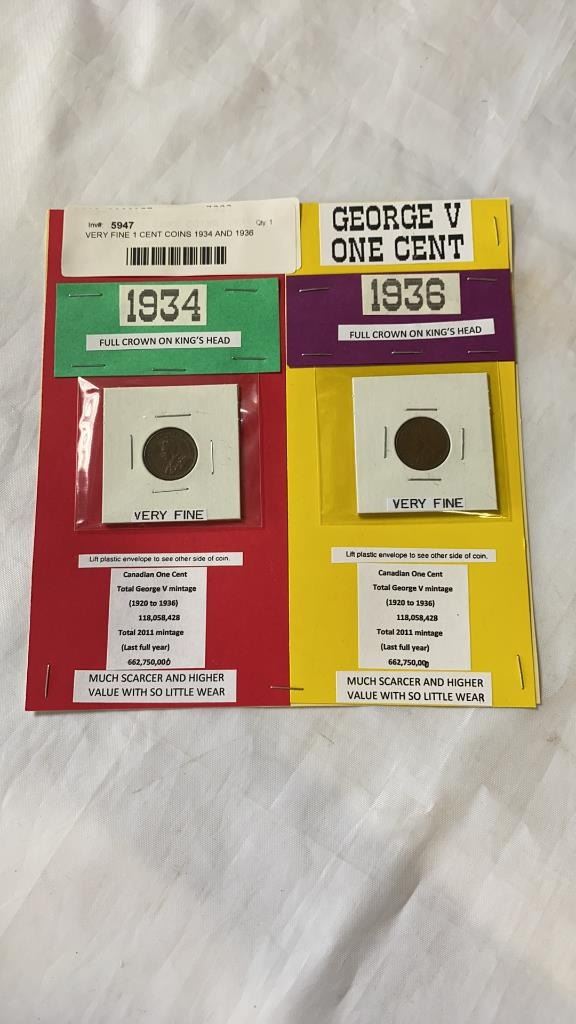 Inv#: 5947 Qty: 1
VERY FINE 1 CENT COINS 1934 AND 1936
GEORGE V
ONE CENT
1934
FULL CROWN ON KING'S HEAD
1936
FULL CROWN ON KING'S HEAD
VERY FINE
VERY FINE
Lift plastic envelope to see other side of coin.
Canadian One Cent
Total George V mintage
(1920 to 1936)
118,058,428
Total 2011 mintage
(Last full year)
662,750,000
MUCH SCARCER AND HIGHER
VALUE WITH SO LITTLE WEAR
Lift plastic envelope to see other side of coin.
Canadian One Cent
Total George V mintage
(1920 to 1936)
118,058,428
Total 2011 mintage
(Last full year)
662,750,000
MUCH SCARCER AND HIGHER
VALUE WITH SO LITTLE WEAR